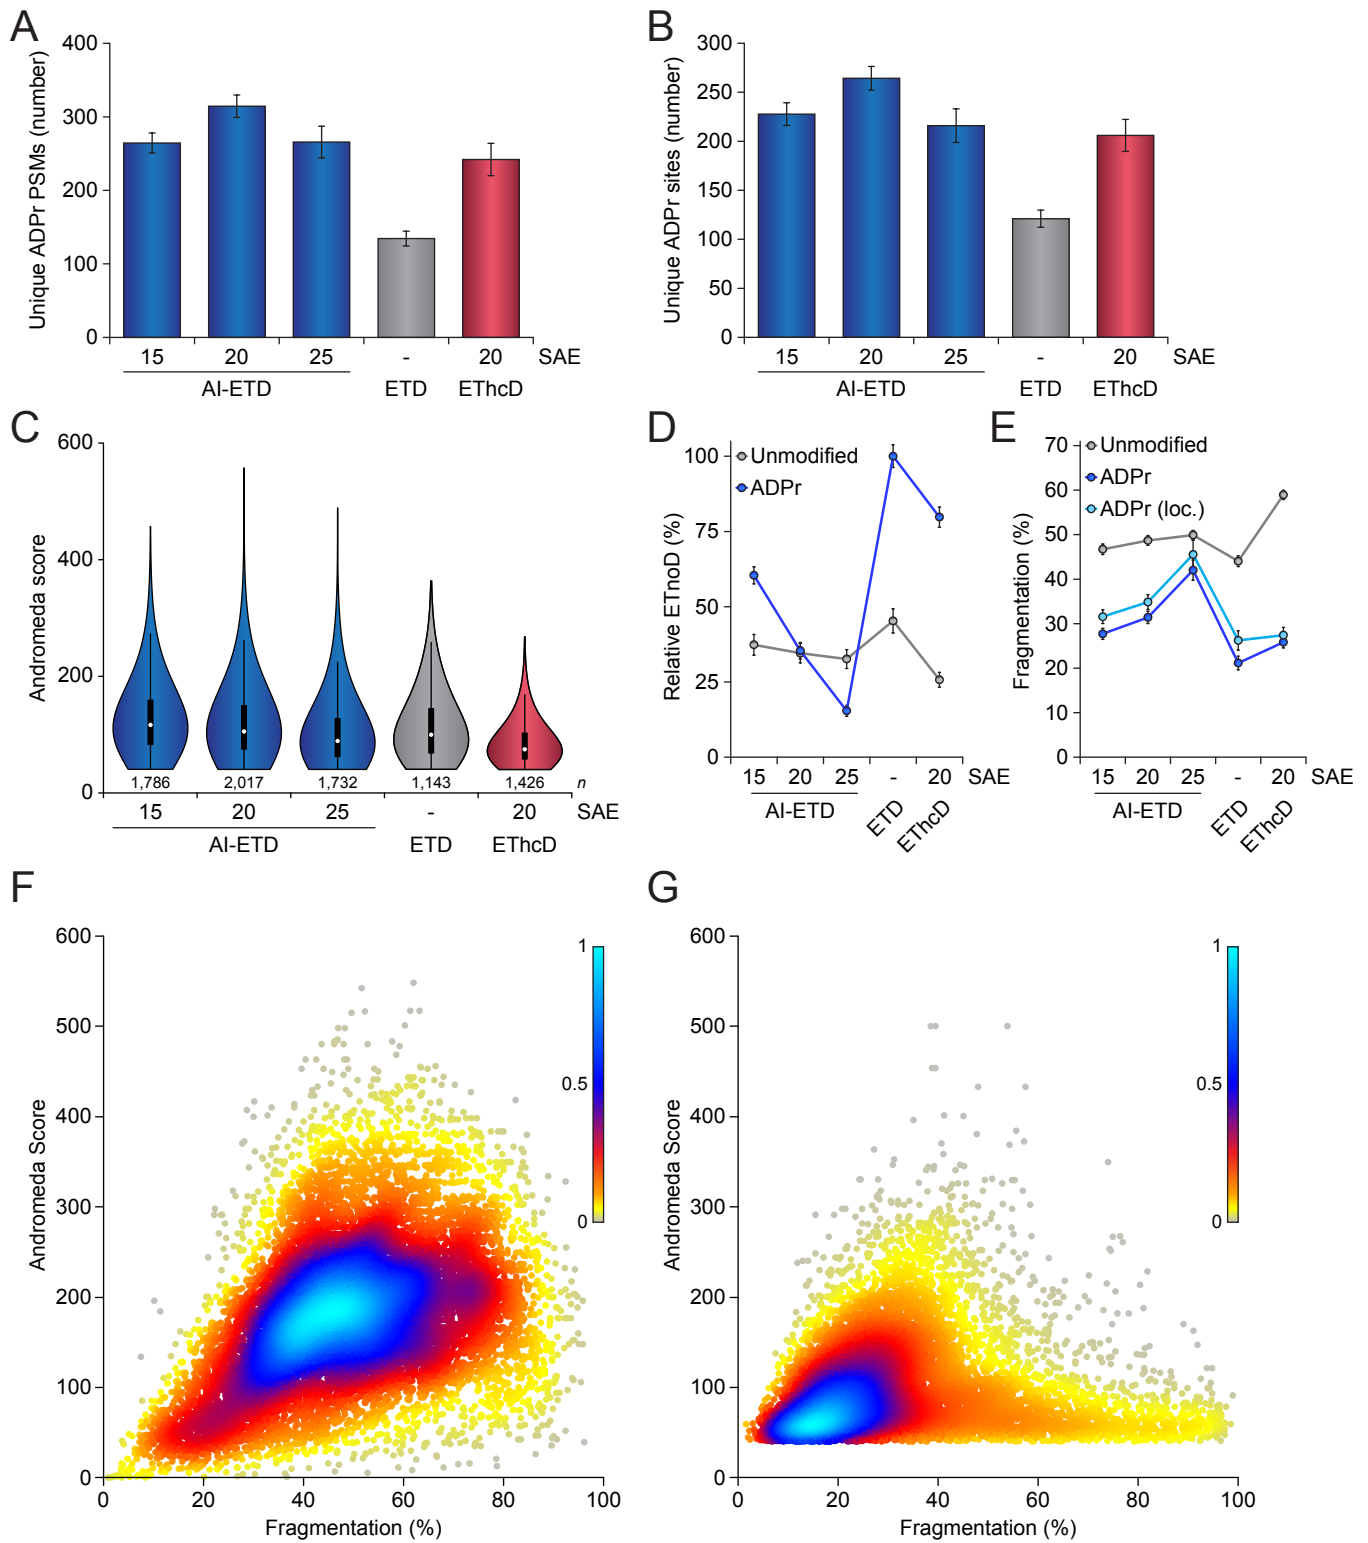 A
Unique ADPr PSMs (number)
400
300
200
100
0
15 20 25 - 20 SAE
AI-ETD ETD EThcD
B
Unique ADPr sites (number)
300
250
200
150
100
50
0
15 20 25 - 20 SAE
AI-ETD ETD EThcD
C
Andromeda score
600
400
200
0
1,786 2,017 1,732 1,143 1,426 n
15 20 25 - 20 SAE
AI-ETD ETD EThcD
D
Relative ETnoD (%)
100
75
50
25
0
Unmodified
ADPr
15 20 25 - 20 SAE
AI-ETD ETD EThcD
E
Fragmentation (%)
70
60
50
40
30
20
10
0
Unmodified
ADPr
ADPr (loc.)
15 20 25 - 20 SAE
AI-ETD ETD EThcD
F
Andromeda Score
600
500
400
300
200
100
0
1
0.5
0
0 20 40 60 80 100
Fragmentation (%)
G
Andromeda Score
600
500
400
300
200
100
0
1
0.5
0
0 20 40 60 80 100
Fragmentation (%)